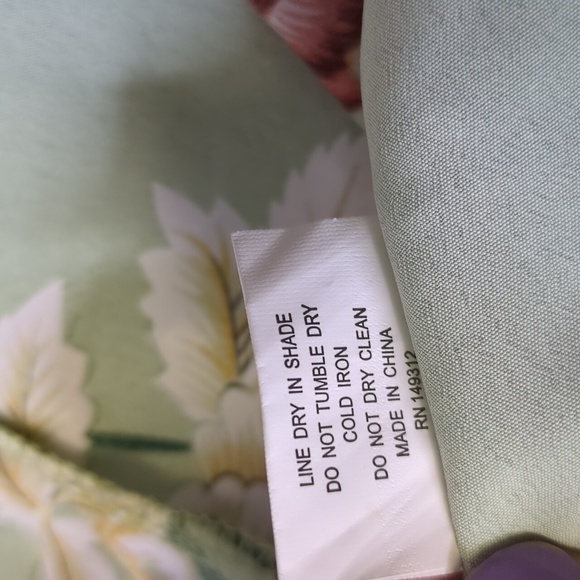 LINE DRY IN SHADE
DO NOT TUMBLE DRY
COLD IRON
DO NOT DRY CLEAN
MADE IN CHINA
RN 149312